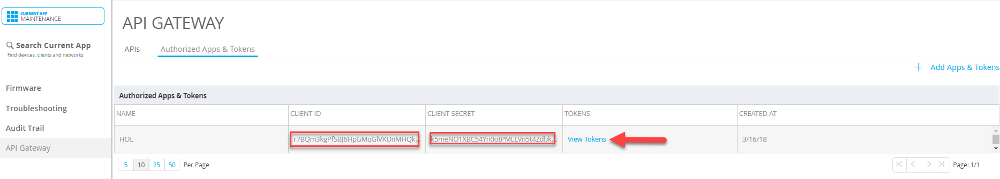 CURRENT APP
MAINTENANCE
Search Current App
Find devices, clients and networks
Firmware
Troubleshooting
Audit Trail
API Gateway
API GATEWAY
APIs Authorized Apps & Tokens
+ Add Apps & Tokens
Authorized Apps & Tokens
NAME CLIENT ID CLIENT SECRET TOKENS CREATED AT
HOL r7BQm3kgPfSBJ6HpGMqGlVKUnMHQk... k5meNO1XBC54Yn0otPMLLVn5t4Zdbk... View Tokens 3/16/18
5 10 25 50 Per Page Page: 1/1